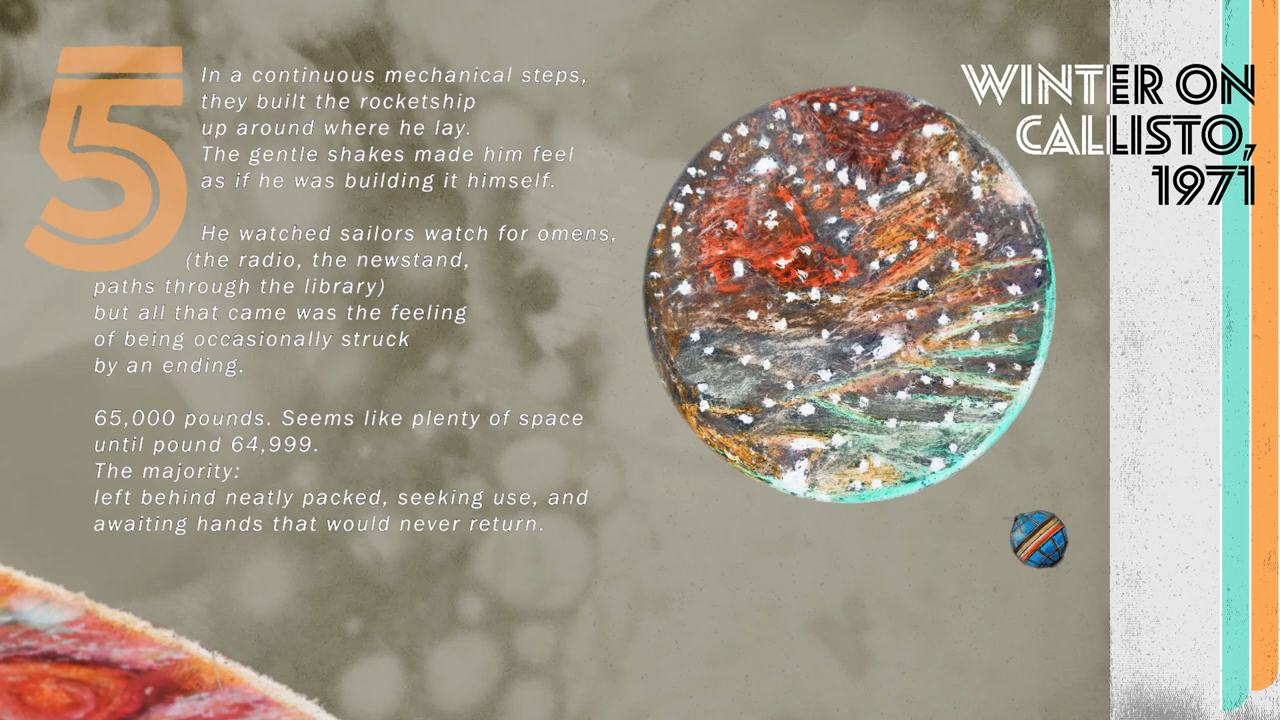 5
In a continuous mechanical steps,
they built the rocketship
up around where he lay.
The gentle shakes made him feel
as if he was building it himself.
He watched sailors watch for omens,
(the radio, the newstand,
paths through the library)
but all that came was the feeling
of being occasionally struck
by an ending.
65,000 pounds. Seems like plenty of space
until pound 64,999.
The majority:
left behind neatly packed, seeking use, and
awaiting hands that would never return.
WINTER ON
CALLISTO,
1971